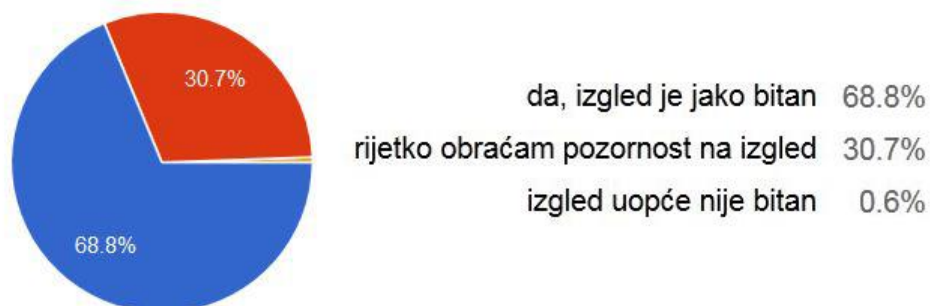 30.7%
68.8%
da, izgled je jako bitan 68.8%
rijetko obraćam pozornost na izgled 30.7%
izgled uopće nije bitan 0.6%